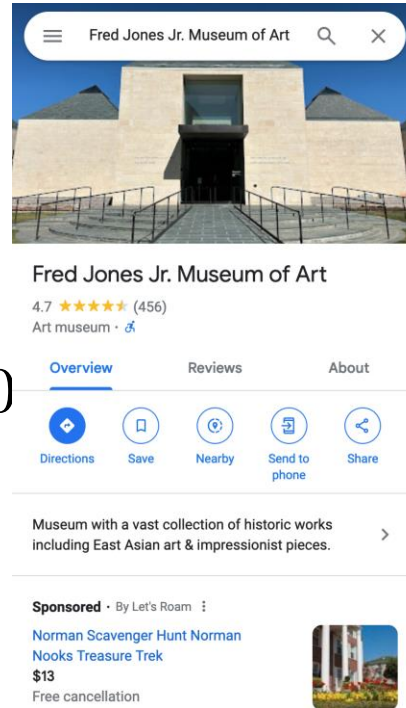 Fred Jones Jr. Museum of Art
Fred Jones Jr. Museum of Art
4.7 (456)
Art museum ·
Overview Reviews About
Directions Save Nearby Send to phone Share
Museum with a vast collection of historic works
including East Asian art & impressionist pieces.
Sponsored · By Let's Roam
Norman Scavenger Hunt Norman
Nooks Treasure Trek
$13
Free cancellation